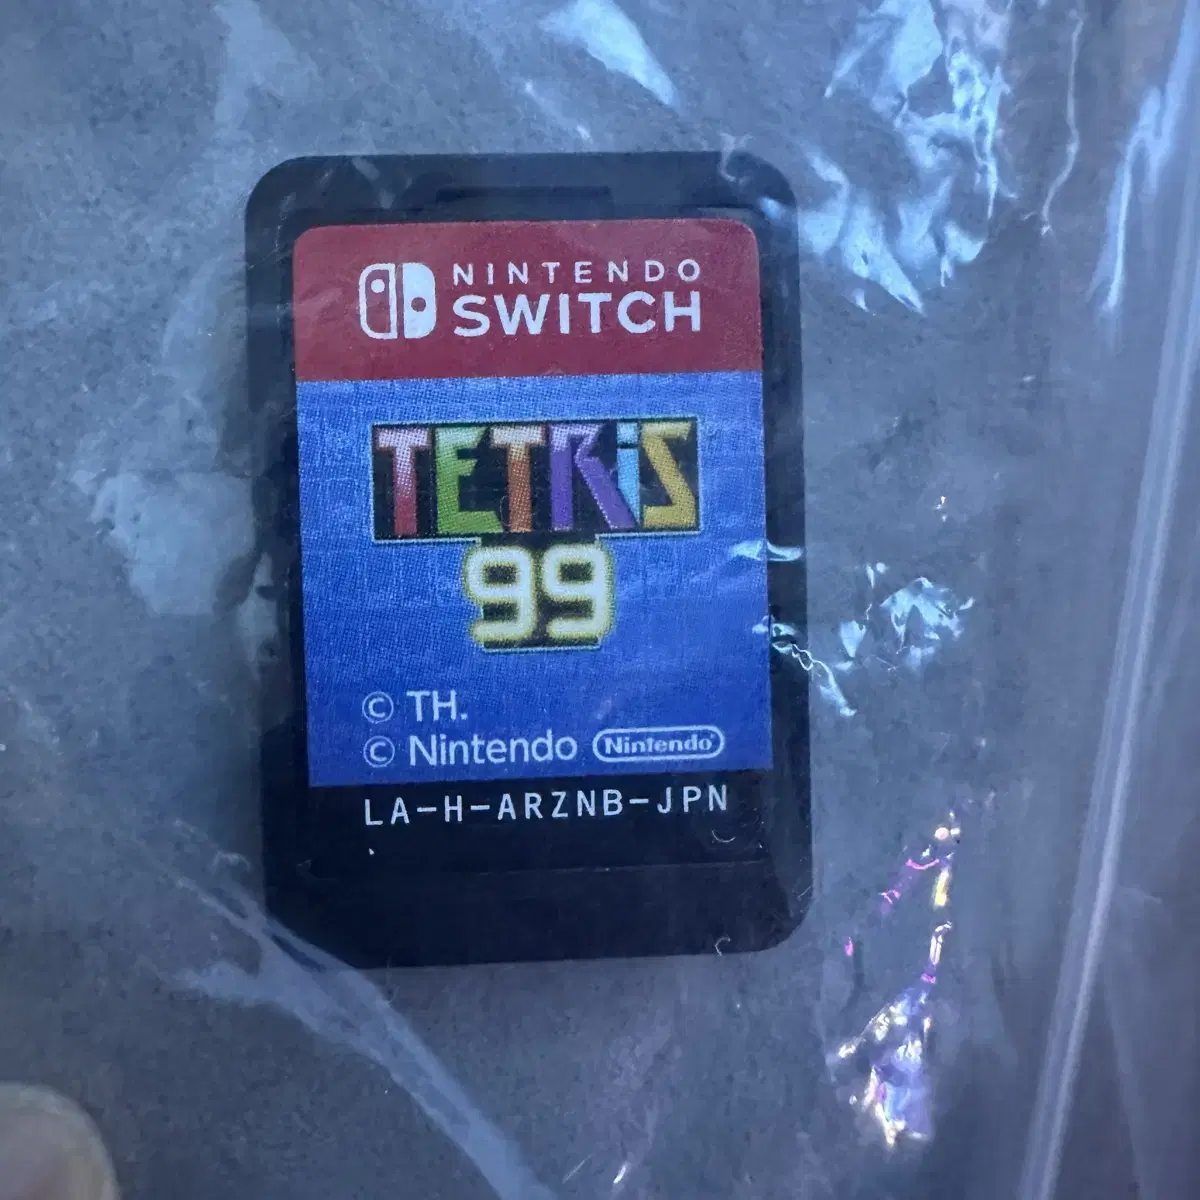 NINTENDO
SWITCH
TETRiS
99
© TH.
© Nintendo Nintendo
LA-H-ARZNB-JPN